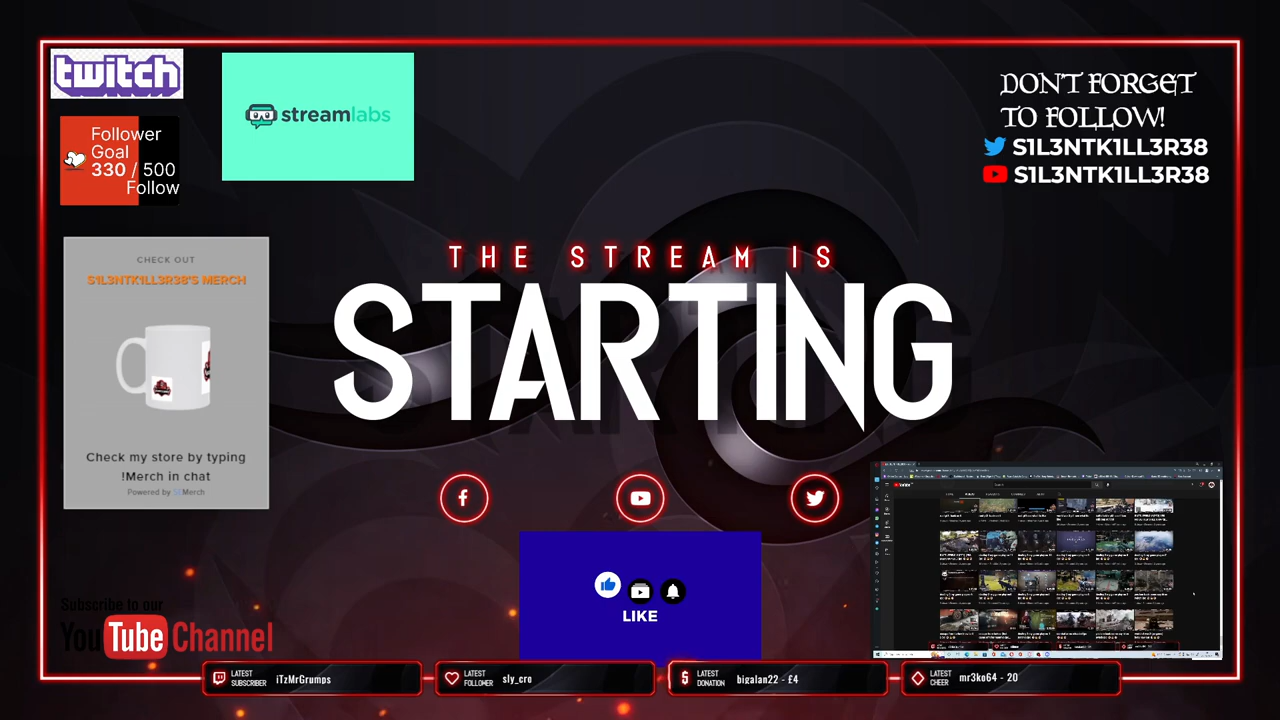 twitch
streamlabs
Follower
Goal
330 / 500
Follow
DON'T FORGET
TO FOLLOW!
S1L3NTK1LL3R38
S1L3NTK1LL3R38
CHECK OUT
S1L3NTK1LL3R38'S MERCH
Check my store by typing
!Merch in chat
Powered by SEMerch
THE STREAM IS
STARTING
LIKE
Subscribe to our
YouTube Channel
LATEST
SUBSCRIBER
iTzMrGrumps
LATEST
FOLLOWER
sly_cro
LATEST
DONATION
bigalan22 - £4
LATEST
CHEER
mr3ko64 - 20